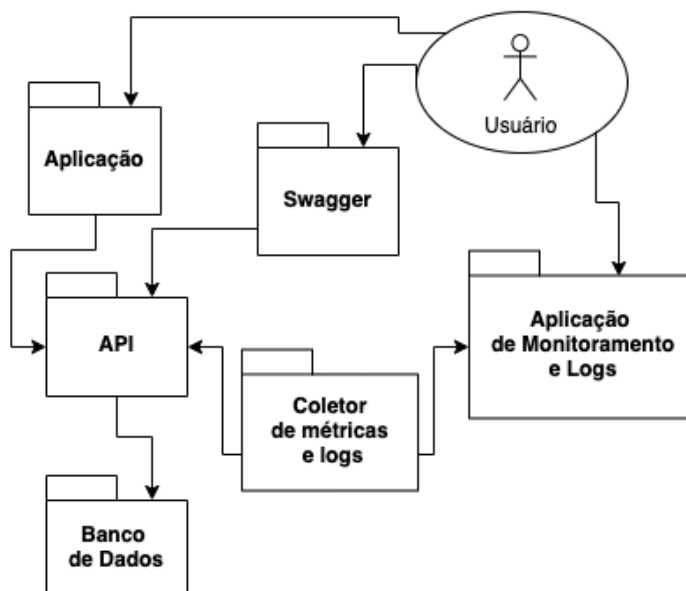 Usuário
Aplicação
Swagger
API
Aplicação
de Monitoramento
e Logs
Coletor
de métricas
e logs
Banco
de Dados